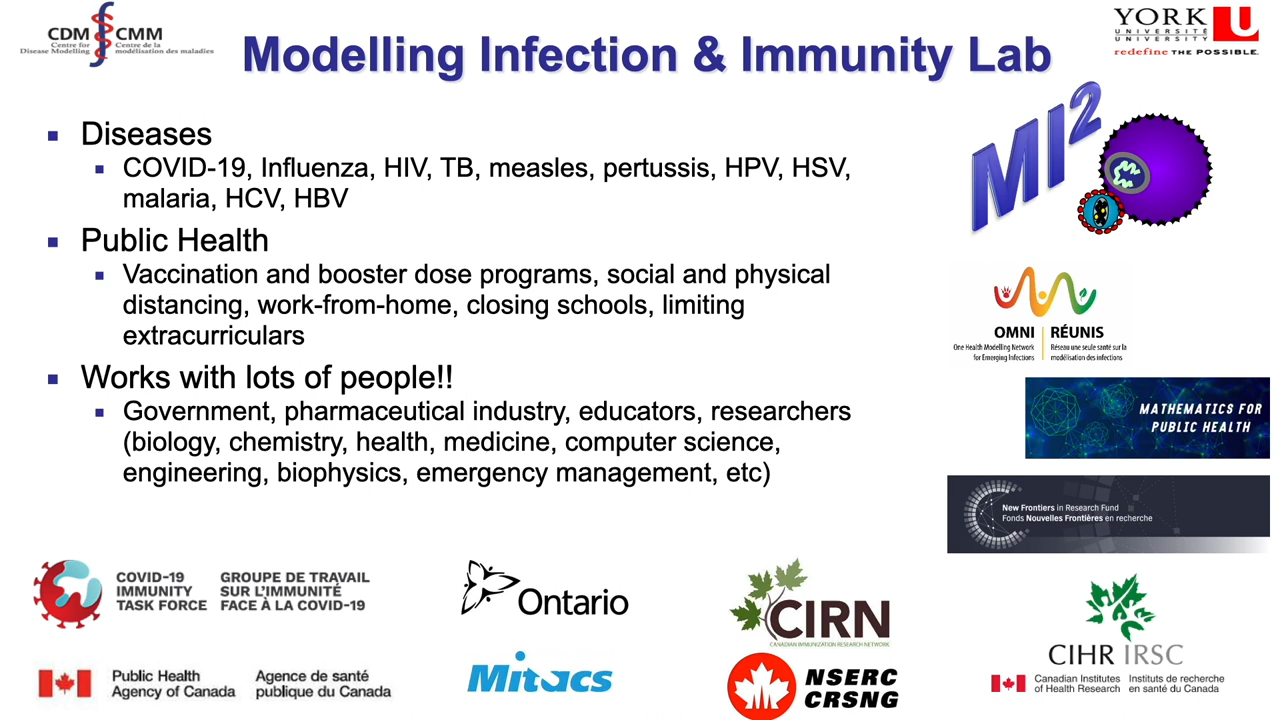 CDM CMM
Centre for Disease Modelling
Centre de la modélisation des maladies
YORK U
UNIVERSITÉ
UNIVERSITY
redefine THE POSSIBLE.
Modelling Infection & Immunity Lab
MI2
Diseases
COVID-19, Influenza, HIV, TB, measles, pertussis, HPV, HSV,
malaria, HCV, HBV
Public Health
Vaccination and booster dose programs, social and physical
distancing, work-from-home, closing schools, limiting
extracurriculars
Works with lots of people!!
Government, pharmaceutical industry, educators, researchers
(biology, chemistry, health, medicine, computer science,
engineering, biophysics, emergency management, etc)
OMNI RÉUNIS
One Health Modelling Network
for Emerging Infections
Réseau une seule santé sur la
modélisation des infections
MATHEMATICS FOR
PUBLIC HEALTH
New Frontiers in Research Fund
Fonds Nouvelles Frontières en recherche
COVID-19
IMMUNITY
TASK FORCE
GROUPE DE TRAVAIL
SUR L'IMMUNITÉ
FACE À LA COVID-19
Ontario
CIRN
CANADIAN IMMUNIZATION RESEARCH NETWORK
CIHR IRSC
Canadian Institutes
of Health Research
Instituts de recherche
en santé du Canada
Public Health
Agency of Canada
Agence de santé
publique du Canada
Mitacs
NSERC
CRSNG